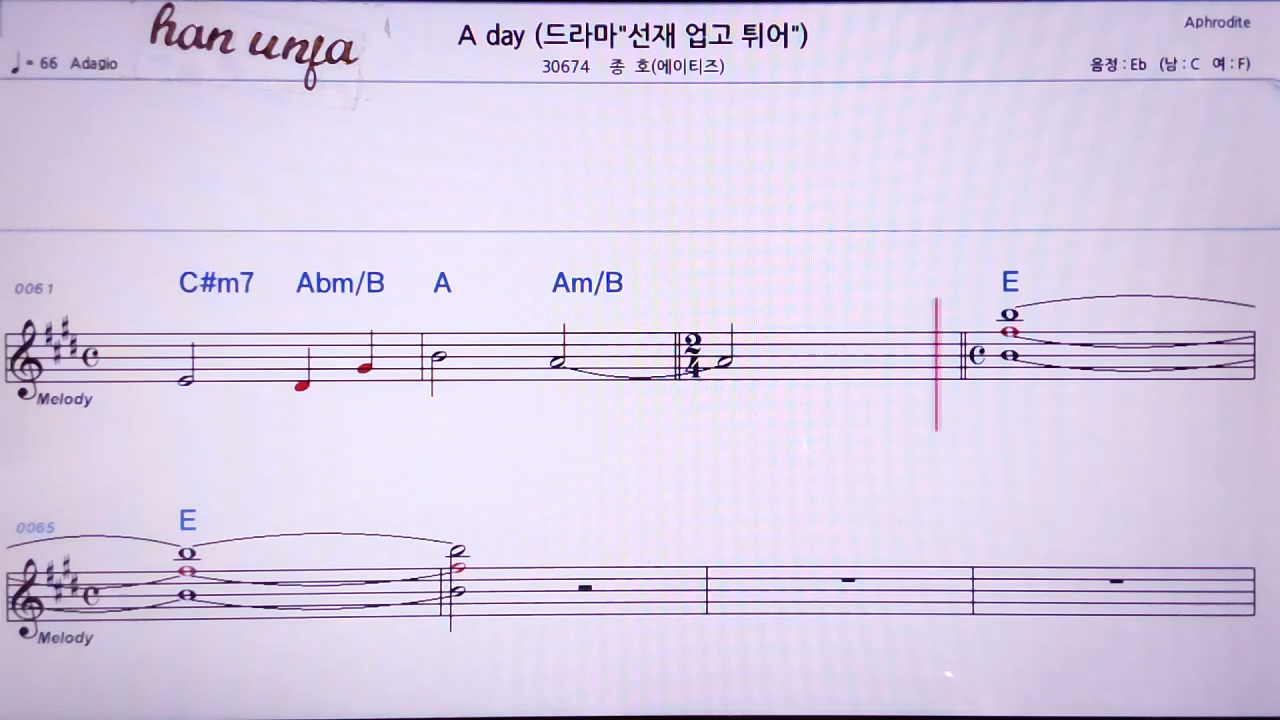 han unfa
A day (드라마"선재 업고 튀어")
Aphrodite
♩= 66 Adagio
30674 종 호(에이티즈)
음정 : Eb (남 : C 여 : F)
C#m7 Abm/B A Am/B E
0061
2
4
Melody
E
0065
Melody